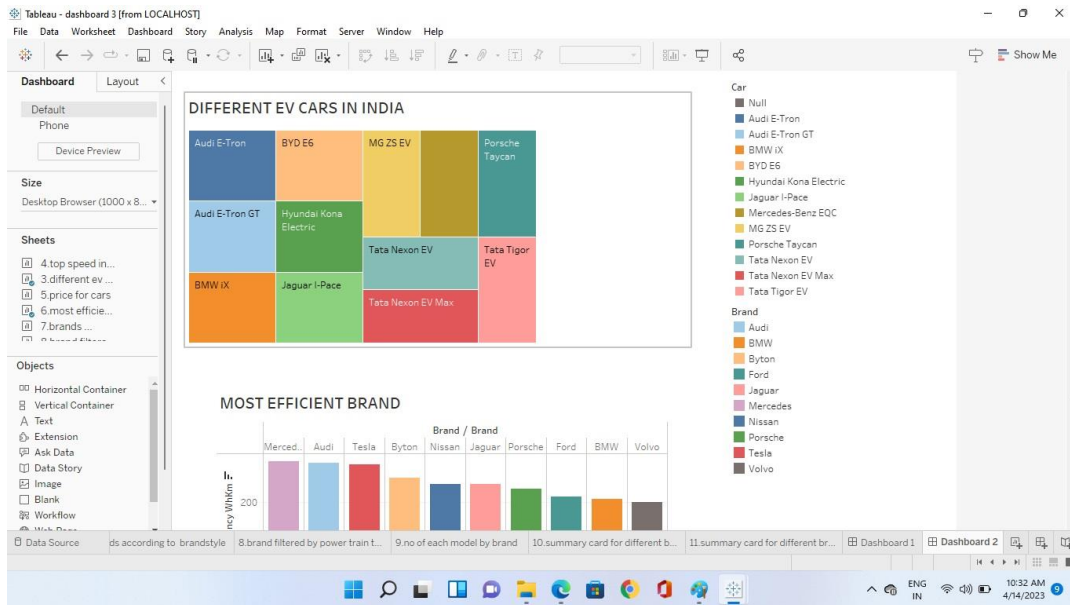 Tableau - dashboard 3 [from LOCALHOST]
File Data Worksheet Dashboard Story Analysis Map Format Server Window Help
Show Me
Dashboard Layout
Default
Phone
Device Preview
Size
Desktop Browser (1000 x 8...
Sheets
4.top speed in...
3.different ev ...
5.price for cars
6.most efficie...
7.brands ...
Objects
Horizontal Container
Vertical Container
Text
Extension
Ask Data
Data Story
Image
Blank
Workflow
DIFFERENT EV CARS IN INDIA
Audi E-Tron
BYD E6
MG ZS EV
Porsche
Taycan
Audi E-Tron GT
Hyundai Kona
Electric
Tata Nexon EV
Tata Tigor
EV
BMW iX
Jaguar I-Pace
Tata Nexon EV Max
MOST EFFICIENT BRAND
Brand / Brand
Merced.. Audi Tesla Byton Nissan Jaguar Porsche Ford BMW Volvo
ncy WhKm
200
Car
Null
Audi E-Tron
Audi E-Tron GT
BMW iX
BYD E6
Hyundai Kona Electric
Jaguar I-Pace
Mercedes-Benz EQC
MG ZS EV
Porsche Taycan
Tata Nexon EV
Tata Nexon EV Max
Tata Tigor EV
Brand
Audi
BMW
Byton
Ford
Jaguar
Mercedes
Nissan
Porsche
Tesla
Volvo
Data Source ds according to brandstyle 8.brand filtered by power train t... 9.no of each model by brand 10.summary card for different b... 11.summary card for different br... Dashboard 1 Dashboard 2
ENG
IN
10:32 AM
4/14/2023
9